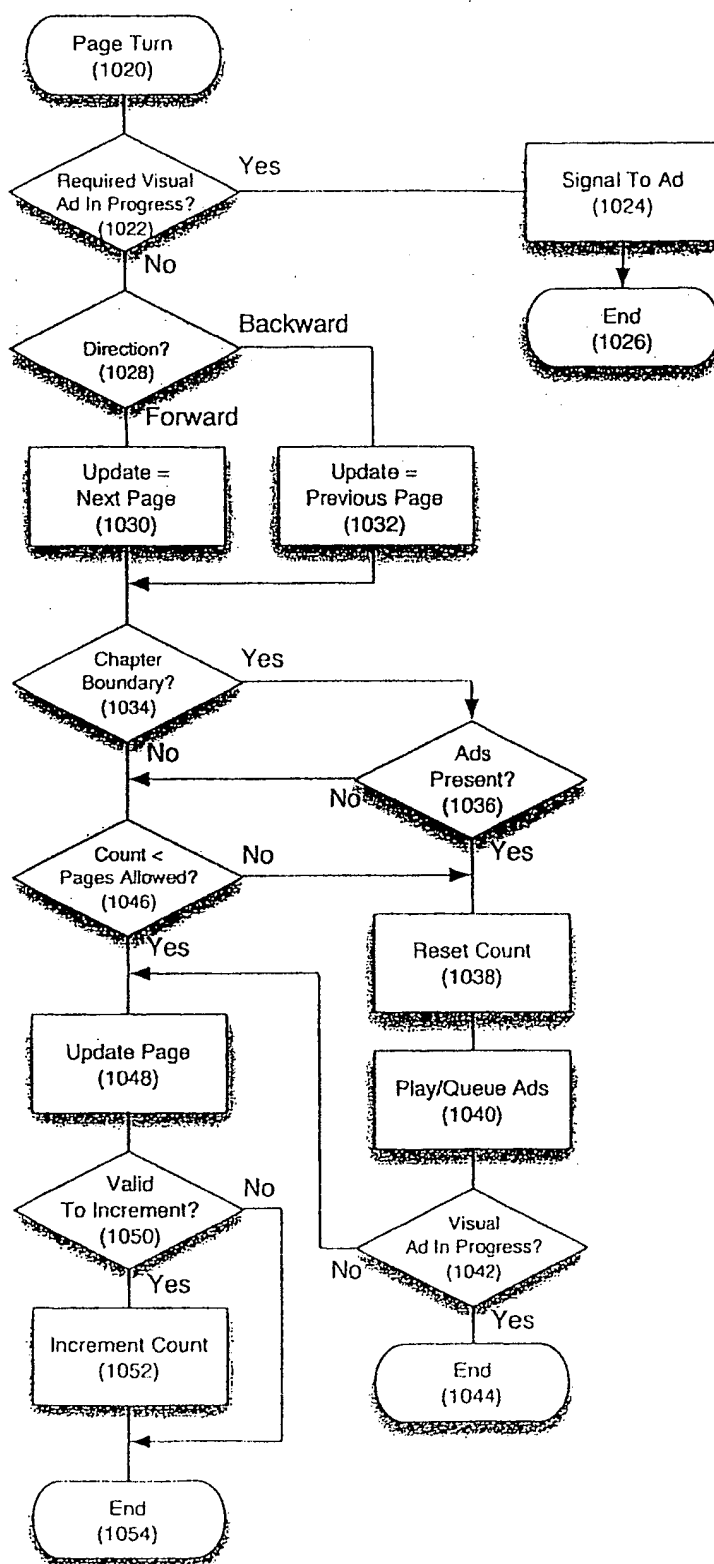 Page Turn
(1020)
Required Visual
Ad In Progress?
(1022)
Yes
No
Signal To Ad
(1024)
End
(1026)
Direction?
(1028)
Backward
Forward
Update =
Next Page
(1030)
Update =
Previous Page
(1032)
Chapter
Boundary?
(1034)
Yes
No
Ads
Present?
(1036)
No
Yes
Count <
Pages Allowed?
(1046)
No
Yes
Reset Count
(1038)
Update Page
(1048)
Play/Queue Ads
(1040)
Valid
To Increment?
(1050)
No
Yes
Visual
Ad In Progress?
(1042)
No
Yes
Increment Count
(1052)
End
(1044)
End
(1054)